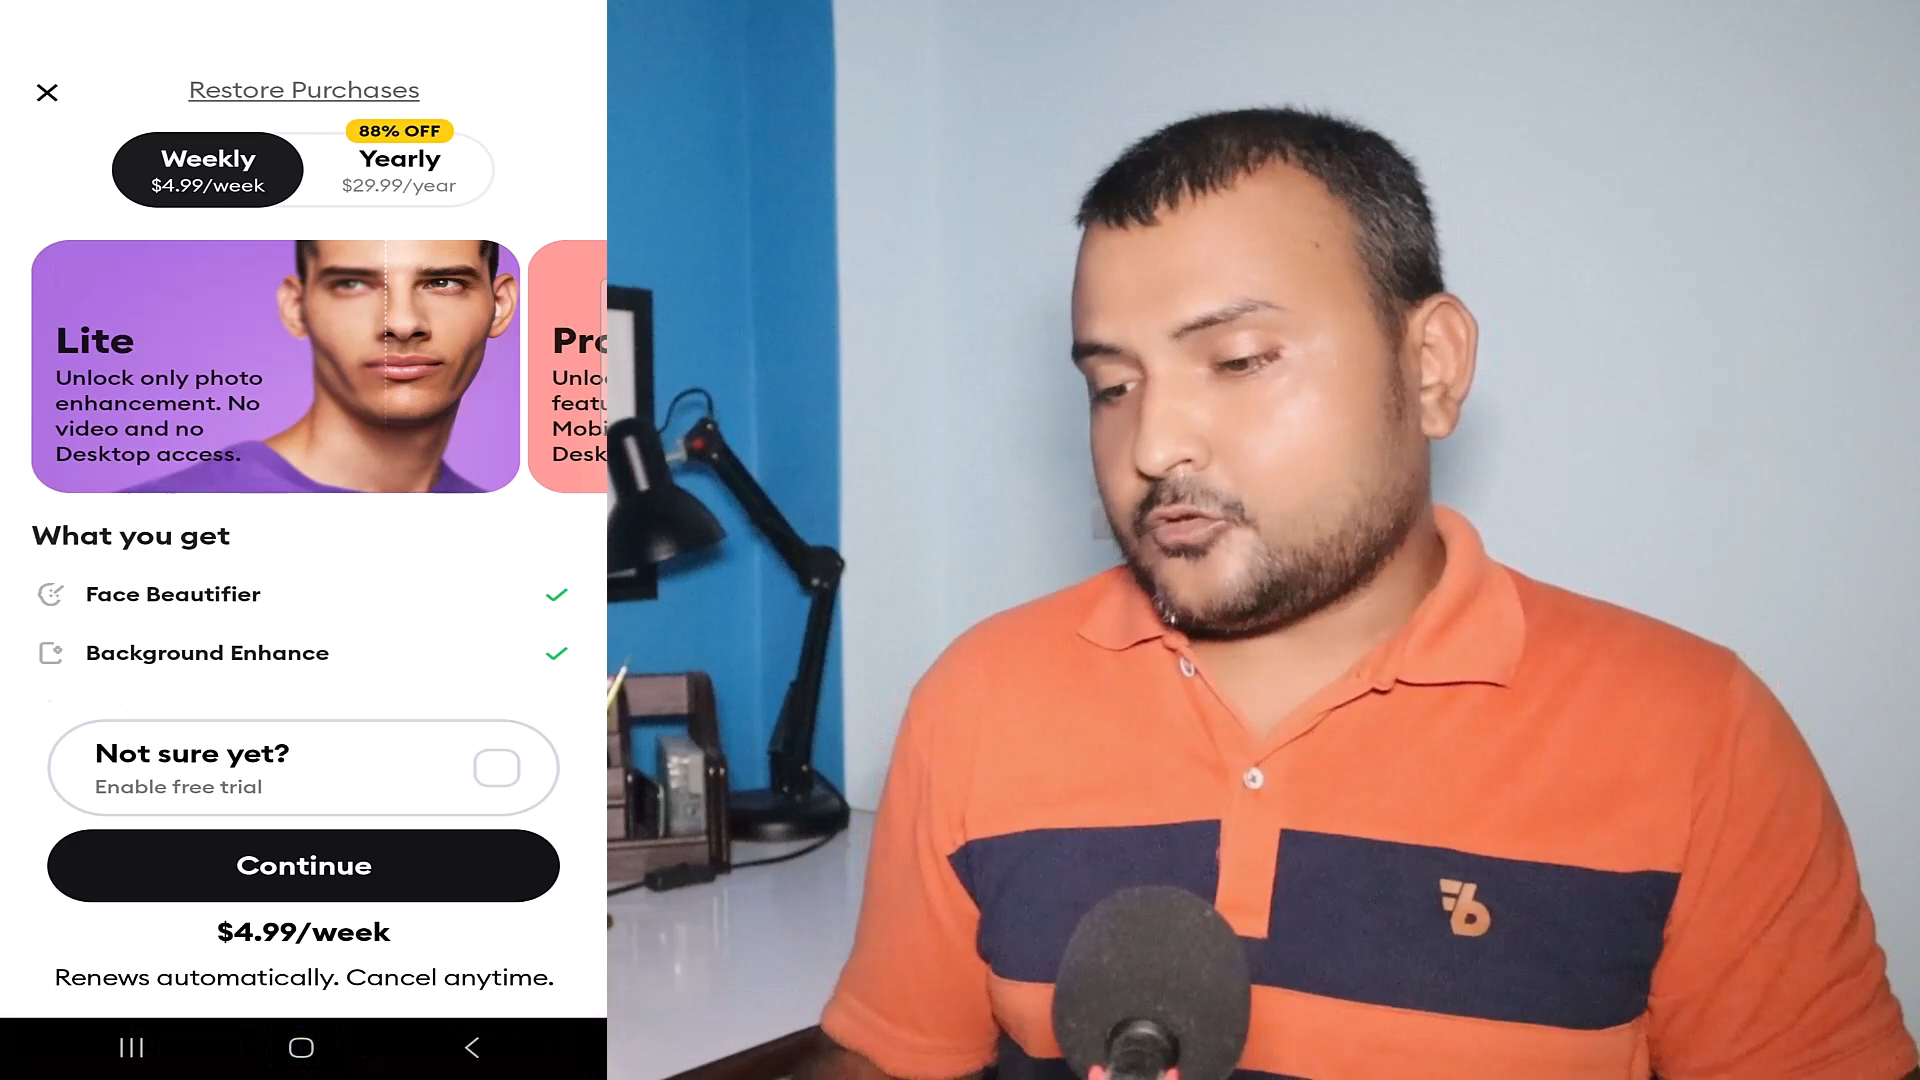 Restore Purchases
88% OFF
Weekly
$4.99/week
Yearly
$29.99/year
Lite
Unlock only photo
enhancement. No
video and no
Desktop access.
What you get
Face Beautifier
Background Enhance
Not sure yet?
Enable free trial
Continue
$4.99/week
Renews automatically. Cancel anytime.